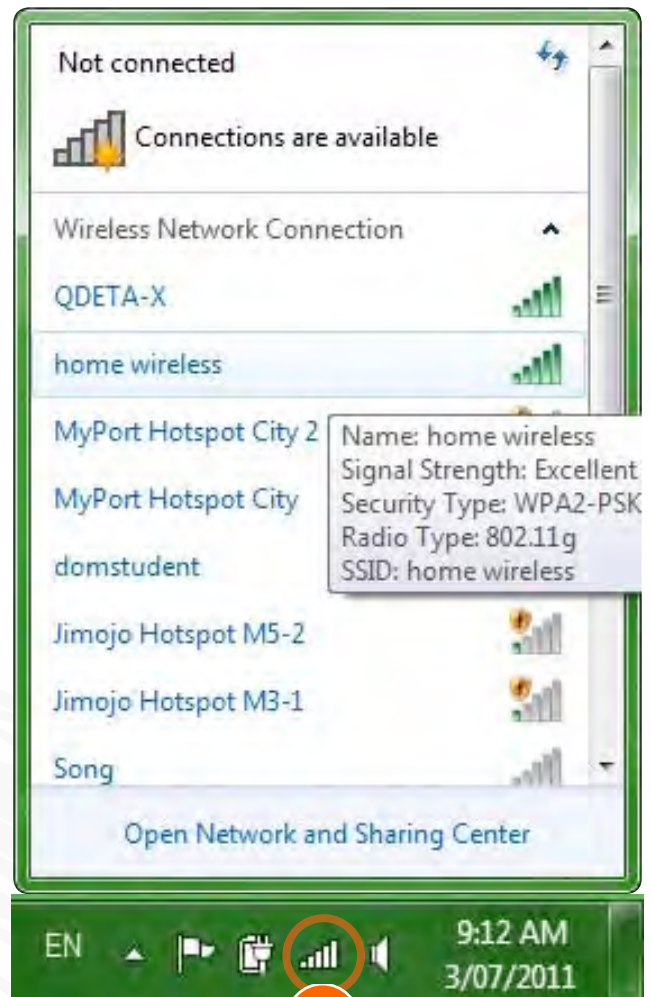 Not connected
Connections are available
Wireless Network Connection
QDETA-X
home wireless
MyPort Hotspot City 2
Name: home wireless
Signal Strength: Excellent
MyPort Hotspot City
Security Type: WPA2-PSK
Radio Type: 802.11g
domstudent
SSID: home wireless
Jimojo Hotspot M5-2
Jimojo Hotspot M3-1
Song
Open Network and Sharing Center
EN
9:12 AM
3/07/2011